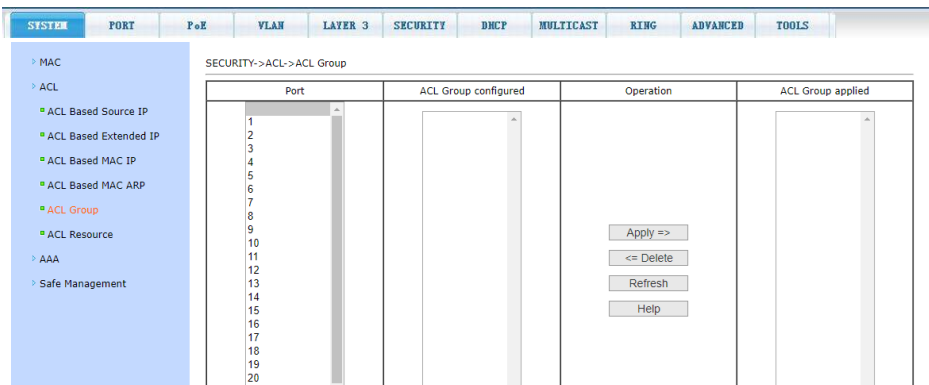 SYSTEM PORT PoE VLAN LAYER 3 SECURITY DHCP MULTICAST RING ADVANCED TOOLS
MAC
ACL
ACL Based Source IP
ACL Based Extended IP
ACL Based MAC IP
ACL Based MAC ARP
ACL Group
ACL Resource
AAA
Safe Management
SECURITY->ACL->ACL Group
Port ACL Group configured Operation ACL Group applied
1
2
3
4
5
6
7
8
9
10
11
12
13
14
15
16
17
18
19
20
Apply =>
<= Delete
Refresh
Help